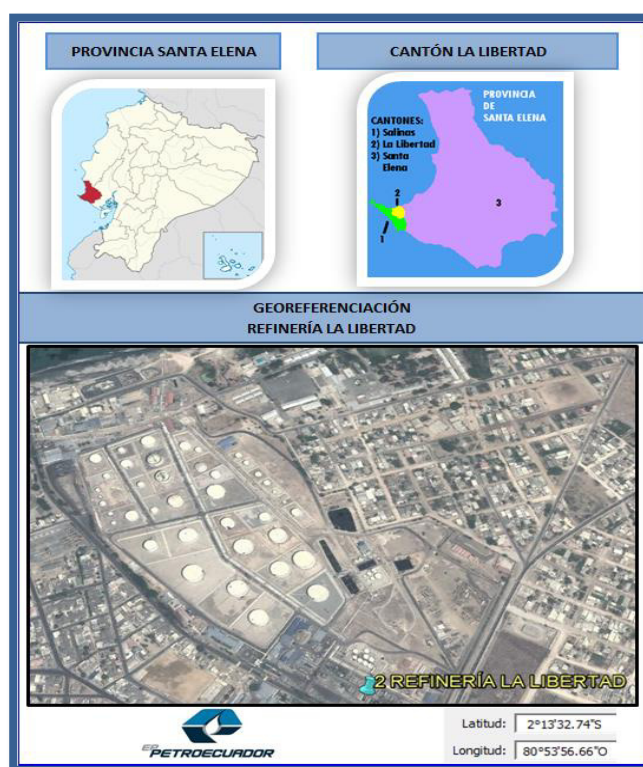 PROVINCIA SANTA ELENA
CANTÓN LA LIBERTAD
PROVINCIA
DE
SANTA ELENA
CANTONES:
1) Salinas
2) La Libertad
3) Santa
Elena
2
3
1
GEOREFERENCIACIÓN
REFINERÍA LA LIBERTAD
2 REFINERÍA LA LIBERTAD
EP PETROECUADOR
Latitud: 2°13'32.74"S
Longitud: 80°53'56.66"O